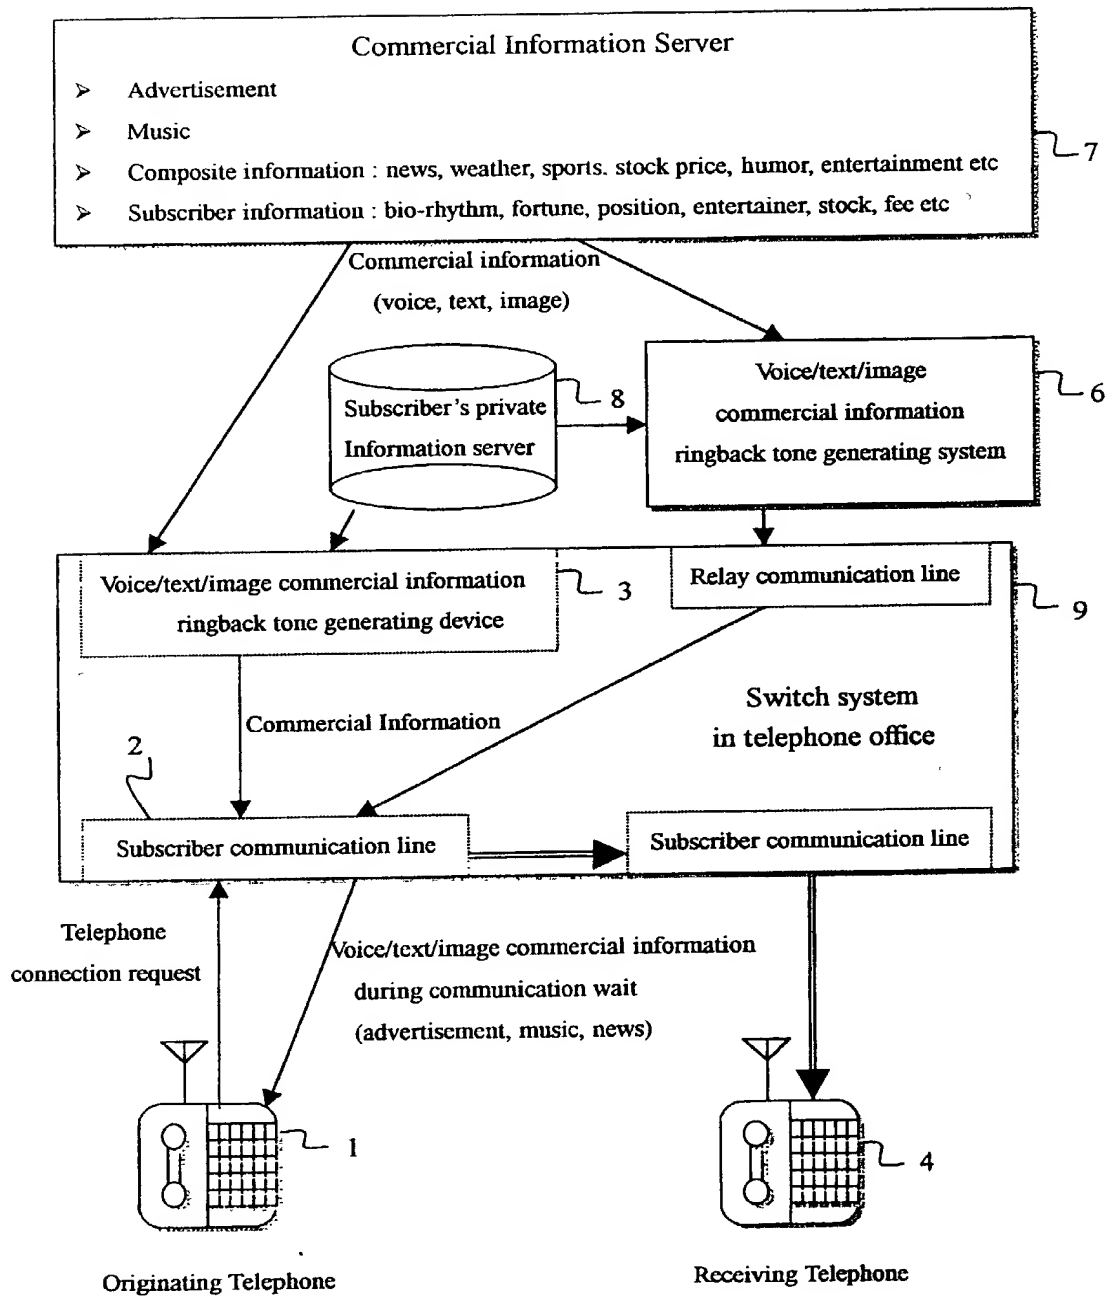 Commercial Information Server
➢ Advertisement
➢ Music
➢ Composite information : news, weather, sports. stock price, humor, entertainment etc
➢ Subscriber information : bio-rhythm, fortune, position, entertainer, stock, fee etc
7
Commercial information
(voice, text, image)
Subscriber's private
Information server
8
Voice/text/image
commercial information
ringback tone generating system
6
Voice/text/image commercial information
ringback tone generating device
3
Relay communication line
9
Switch system
in telephone office
Commercial Information
2
Subscriber communication line
Subscriber communication line
Telephone
connection request
Voice/text/image commercial information
during communication wait
(advertisement, music, news)
1
4
Originating Telephone
Receiving Telephone